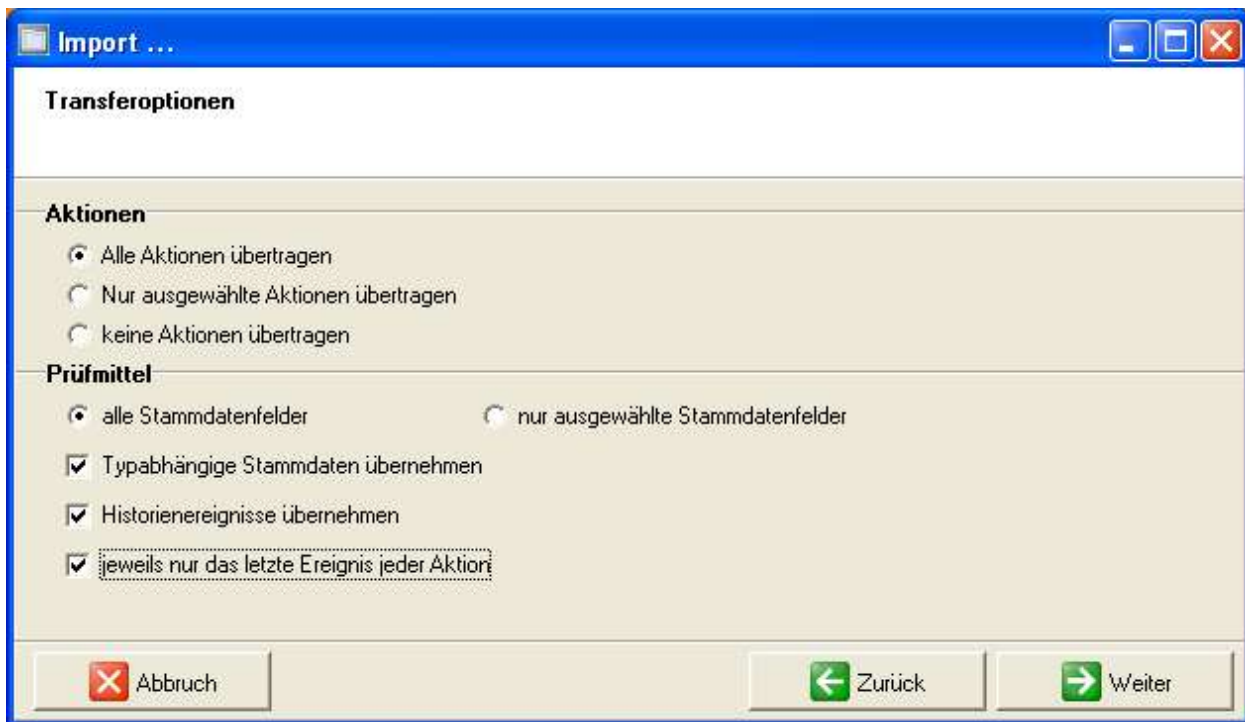 Import ...
Transferoptionen
Aktionen
Alle Aktionen übertragen
Nur ausgewählte Aktionen übertragen
keine Aktionen übertragen
Prüfmittel
alle Stammdatenfelder nur ausgewählte Stammdatenfelder
Typabhängige Stammdaten übernehmen
Historienereignisse übernehmen
jeweils nur das letzte Ereignis jeder Aktion
Abbruch Zurück Weiter